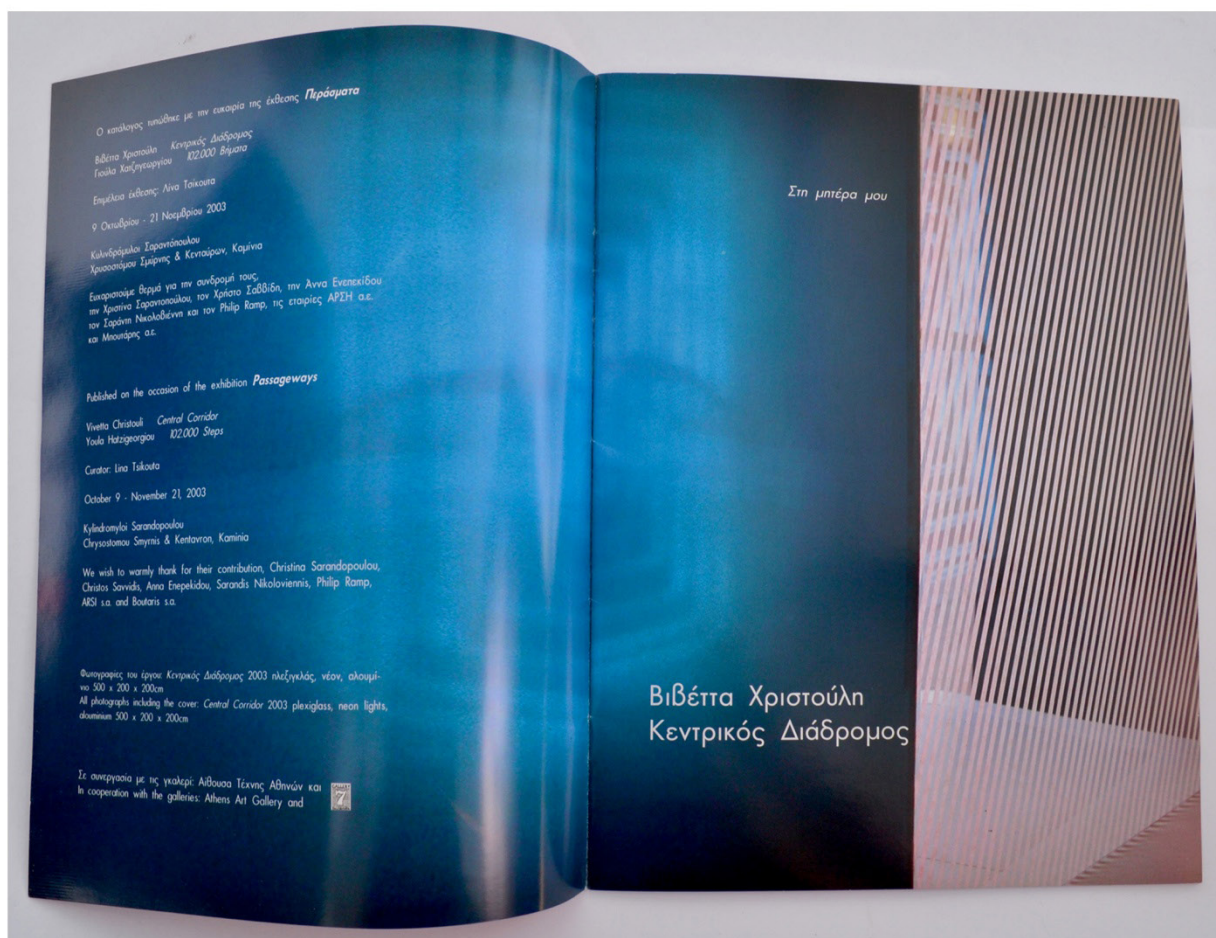 Ο κατάλογος τυπώθηκε με την ευκαιρία της έκθεσης Περάσματα
Βιβέττα Χριστούλη Κεντρικός Διάδρομος
Γιούλα Χατζηγεωργίου 102.000 Βήματα
Επιμέλεια έκθεσης: Λίνα Τσίκουτα
9 Οκτωβρίου - 21 Νοεμβρίου 2003
Κυλινδρόμυλοι Σαραντόπουλου
Χρυσοστόμου Σμύρνης & Κενταύρων, Καμίνια
Ευχαριστούμε θερμά για την συνδρομή τους,
την Χριστίνα Σαραντοπούλου, τον Χρήστο Σαββίδη, την Άννα Ενεπεκίδου
τον Σαράντη Νικολοβιέννη και τον Philip Ramp, τις εταιρίες ΑΡΣΗ α.ε.
και Μπουτάρης α.ε.
Published on the occasion of the exhibition Passageways
Vivetta Christouli Central Corridor
Youla Hatzigeorgiou 102.000 Steps
Curator: Lina Tsikouta
October 9 - November 21, 2003
Kylindromyloi Sarandopoulou
Chrysostomou Smyrnis & Kentavron, Kaminia
We wish to warmly thank for their contribution, Christina Sarandopoulou,
Christos Savvidis, Anna Enepekidou, Sarandis Nikoloviennis, Philip Ramp,
ARSI s.a. and Boutaris s.a.
Φωτογραφίες του έργου: Κεντρικός Διάδρομος 2003 πλεξιγκλάς, νέον, αλουμί-
νιο 500 x 200 x 200cm
All photographs including the cover: Central Corridor 2003 plexiglass, neon lights,
alouminium 500 x 200 x 200cm
Σε συνεργασία με τις γκαλερί: Αίθουσα Τέχνης Αθηνών και
In cooperation with the galleries: Athens Art Gallery and
7
Στη μητέρα μου
Βιβέττα Χριστούλη
Κεντρικός Διάδρομος